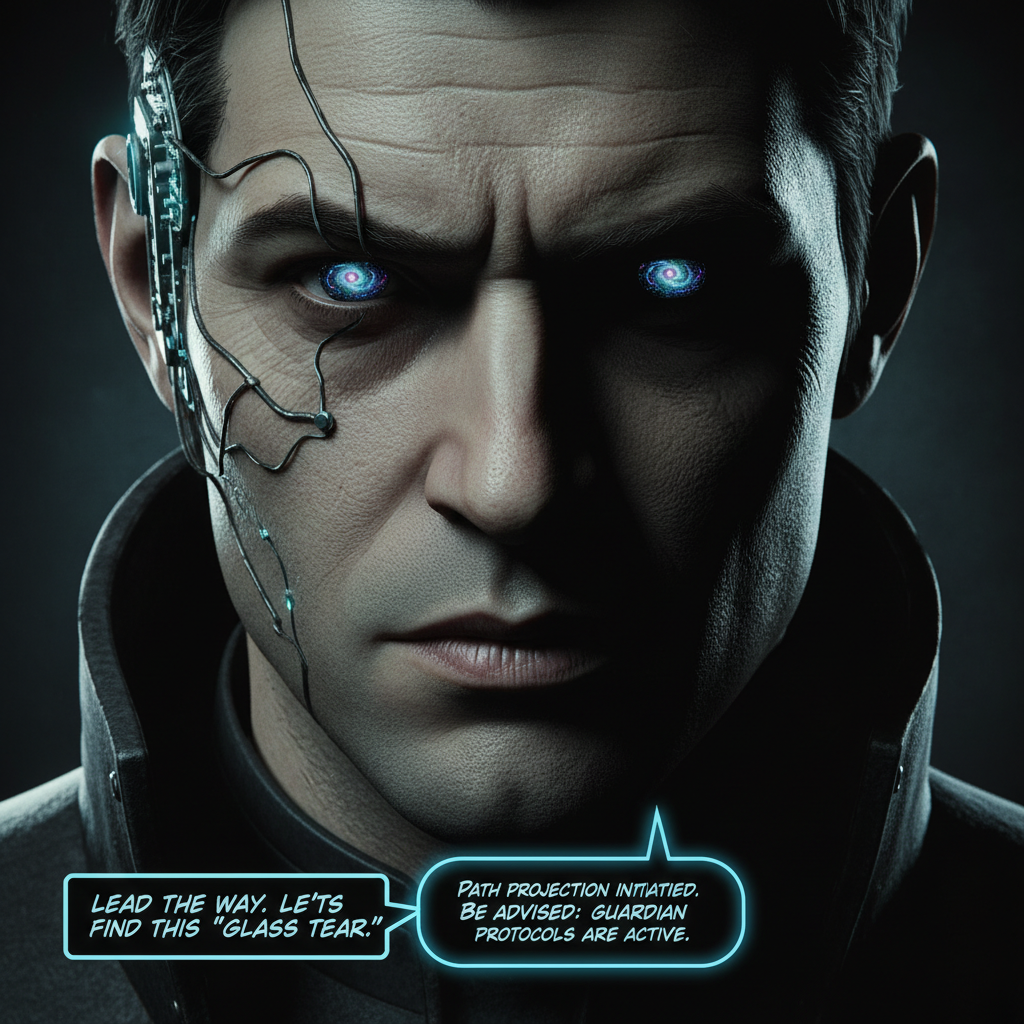 LEAD THE WAY. LE'TS
FIND THIS "GLASS TEAR."
PATH PROJECTION INITIATIED.
BE ADVISED: GUARDIAN
PROTOCOLS ARE ACTIVE.